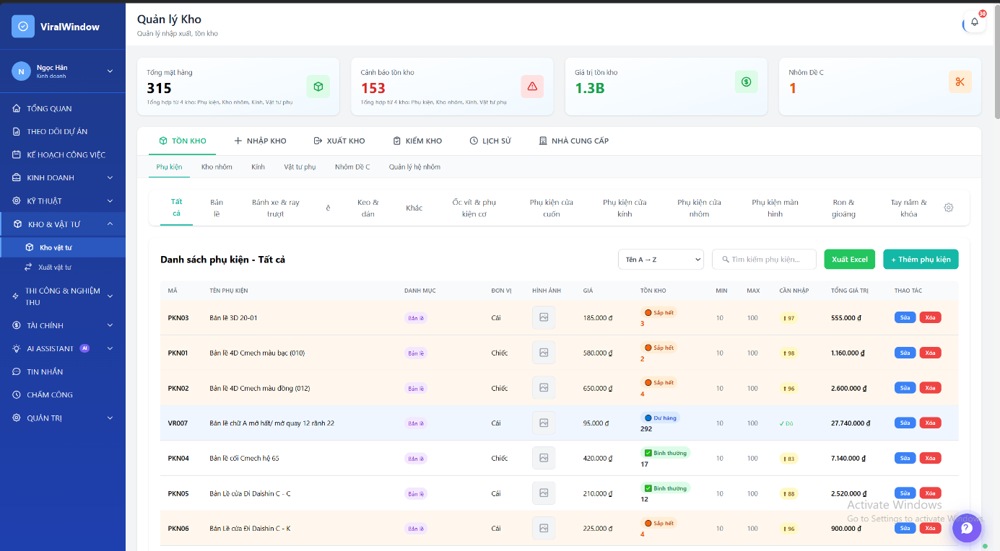 ViralWindow
N
Ngọc Hân
Kinh doanh
TỔNG QUAN
THEO DÕI DỰ ÁN
KẾ HOẠCH CÔNG VIỆC
KINH DOANH
KỸ THUẬT
KHO & VẬT TƯ
Kho vật tư
Xuất vật tư
THI CÔNG & NGHIỆM
THU
TÀI CHÍNH
AI ASSISTANT AI
TIN NHẮN
CHẤM CÔNG
QUẢN TRỊ
Quản lý Kho
Quản lý nhập xuất, tồn kho
30
Tổng mặt hàng
315
Tổng hợp từ 4 kho: Phụ kiện, Kho nhôm, Kính, Vật tư phụ
Cảnh báo tồn kho
153
Tổng hợp từ 4 kho: Phụ kiện, Kho nhôm, Kính, Vật tư phụ
Giá trị tồn kho
1.3B
Nhôm Đề C
1
TỒN KHO NHẬP KHO XUẤT KHO KIỂM KHO LỊCH SỬ NHÀ CUNG CẤP
Phụ kiện Kho nhôm Kính Vật tư phụ Nhôm Đề C Quản lý hệ nhôm
Tất cả
Bản lề
Bánh xe & ray trượt
ê
Keo & dán
Khác
Ốc vít & phụ kiện cơ
Phụ kiện cửa cuốn
Phụ kiện cửa kính
Phụ kiện cửa nhôm
Phụ kiện màn hình
Ron & gioăng
Tay nắm & khóa
Danh sách phụ kiện - Tất cả
Tên A → Z
Tìm kiếm phụ kiện...
Xuất Excel
+ Thêm phụ kiện
MÃ TÊN PHỤ KIỆN DANH MỤC ĐƠN VỊ HÌNH ẢNH GIÁ TỒN KHO MIN MAX CẦN NHẬP TỔNG GIÁ TRỊ THAO TÁC
PKN03 Bản lề 3D 20-01 Bản lề Cái 185.000 ₫ Sắp hết 3 10 100 ⬆ 97 555.000 ₫ Sửa Xóa
PKN01 Bản lề 4D Cmech màu bạc (010) Bản lề Chiếc 580.000 ₫ Sắp hết 2 10 100 ⬆ 98 1.160.000 ₫ Sửa Xóa
PKN02 Bản lề 4D Cmech màu đồng (012) Bản lề Chiếc 650.000 ₫ Sắp hết 4 10 100 ⬆ 96 2.600.000 ₫ Sửa Xóa
VR007 Bản lề chữ A mở hất/ mở quay 12 rãnh 22 Bản lề Cái 95.000 ₫ Dư hàng 292 10 100 ✓ Đủ 27.740.000 ₫ Sửa Xóa
PKN04 Bản lề cối Cmech hệ 65 Bản lề Chiếc 420.000 ₫ ✅ Bình thường 17 10 100 ⬆ 83 7.140.000 ₫ Sửa Xóa
PKN05 Bản Lề cửa Đi Daishin C - C Bản lề Cái 210.000 ₫ ✅ Bình thường 12 10 100 ⬆ 88 2.520.000 ₫ Sửa Xóa
PKN06 Bản Lề cửa Đi Daishin C - K Bản lề Cái 225.000 ₫ Sắp hết 4 10 100 ⬆ 96 900.000 ₫ Sửa Xóa
Activate Windows
Go to Settings to activate Windows.